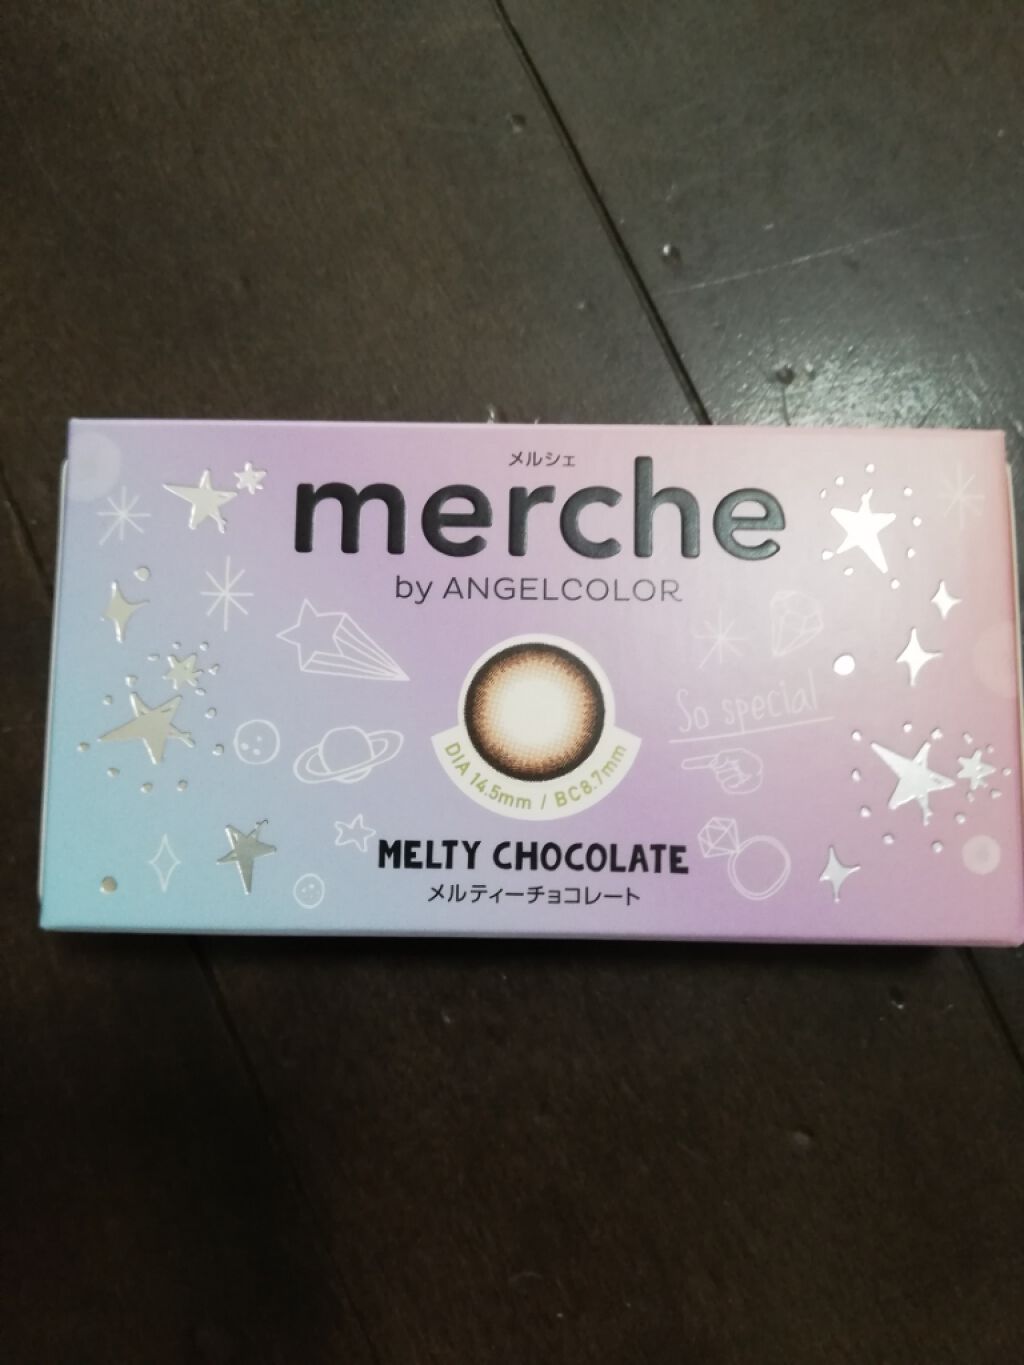 メルシェ
merche
by ANGELCOLOR
So special
DIA 14.5mm / BC8.7mm
MELTY CHOCOLATE
メルティーチョコレート